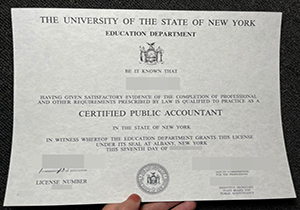 THE UNIVERSITY OF THE STATE OF NEW YORK
EDUCATION DEPARTMENT
BE IT KNOWN THAT
HAVING GIVEN SATISFACTORY EVIDENCE OF THE COMPLETION OF PROFESSIONAL
AND OTHER REQUIREMENTS PRESCRIBED BY LAW IS QUALIFIED TO PRACTICE AS A
CERTIFIED PUBLIC ACCOUNTANT
IN THE STATE OF NEW YORK
IN WITNESS WHEREOF THE EDUCATION DEPARTMENT GRANTS THIS LICENSE
UNDER ITS SEAL AT ALBANY, NEW YORK
THIS SEVENTH DAY OF
LICENSE NUMBER